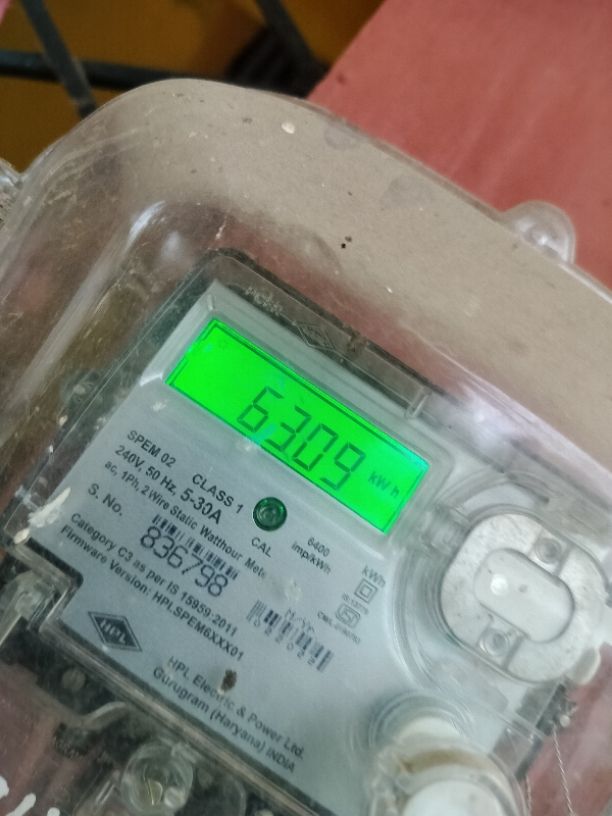 6309 kWh
SPEM 02 CLASS 1
240V, 50 Hz, 5-30A
ac, 1Ph, 2 Wire Static Watthour
CAL
6400
imp/kWh
kWh
S. No.
836798
Category C3 as per IS 15959:2011
Firmware Version: HPLSPEM6XXX01
HPL
HPL Electric & Power Ltd.
Gurugram (Haryana) INDIA